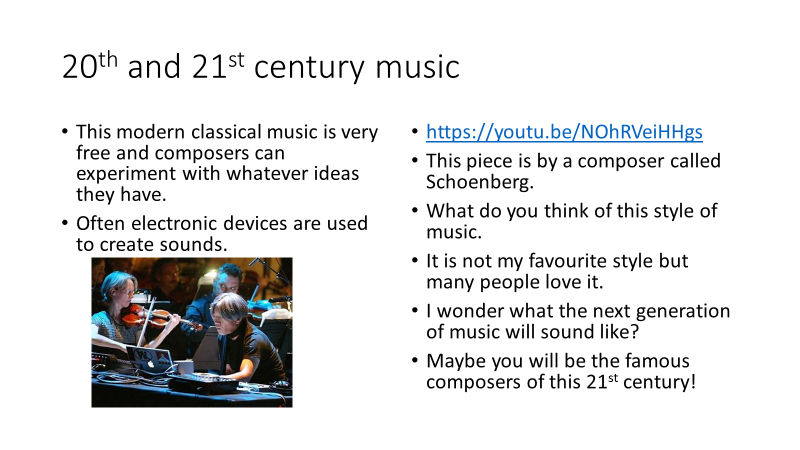 20th and 21st century music
• This modern classical music is very
free and composers can
experiment with whatever ideas
they have.
• Often electronic devices are used
to create sounds.
• https://youtu.be/NOhRVeiHHgs
• This piece is by a composer called
Schoenberg.
• What do you think of this style of
music.
• It is not my favourite style but
many people love it.
• I wonder what the next generation
of music will sound like?
• Maybe you will be the famous
composers of this 21st century!